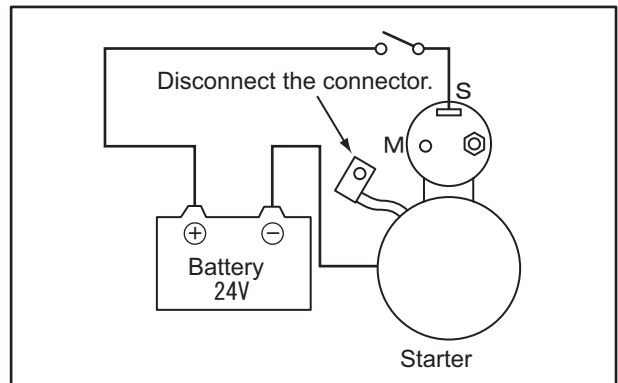 Disconnect the connector.
S
M
+ −
Battery
24V
Starter